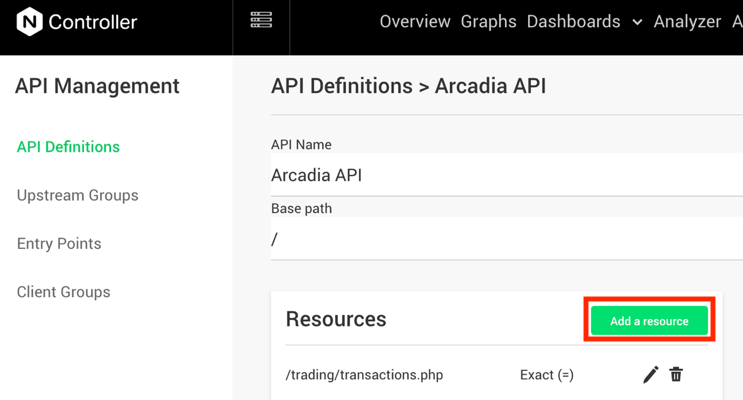 N Controller
Overview Graphs Dashboards Analyzer A
API Management
API Definitions > Arcadia API
API Definitions
Upstream Groups
Entry Points
Client Groups
API Name
Arcadia API
Base path
/
Resources
Add a resource
/trading/transactions.php Exact (=)